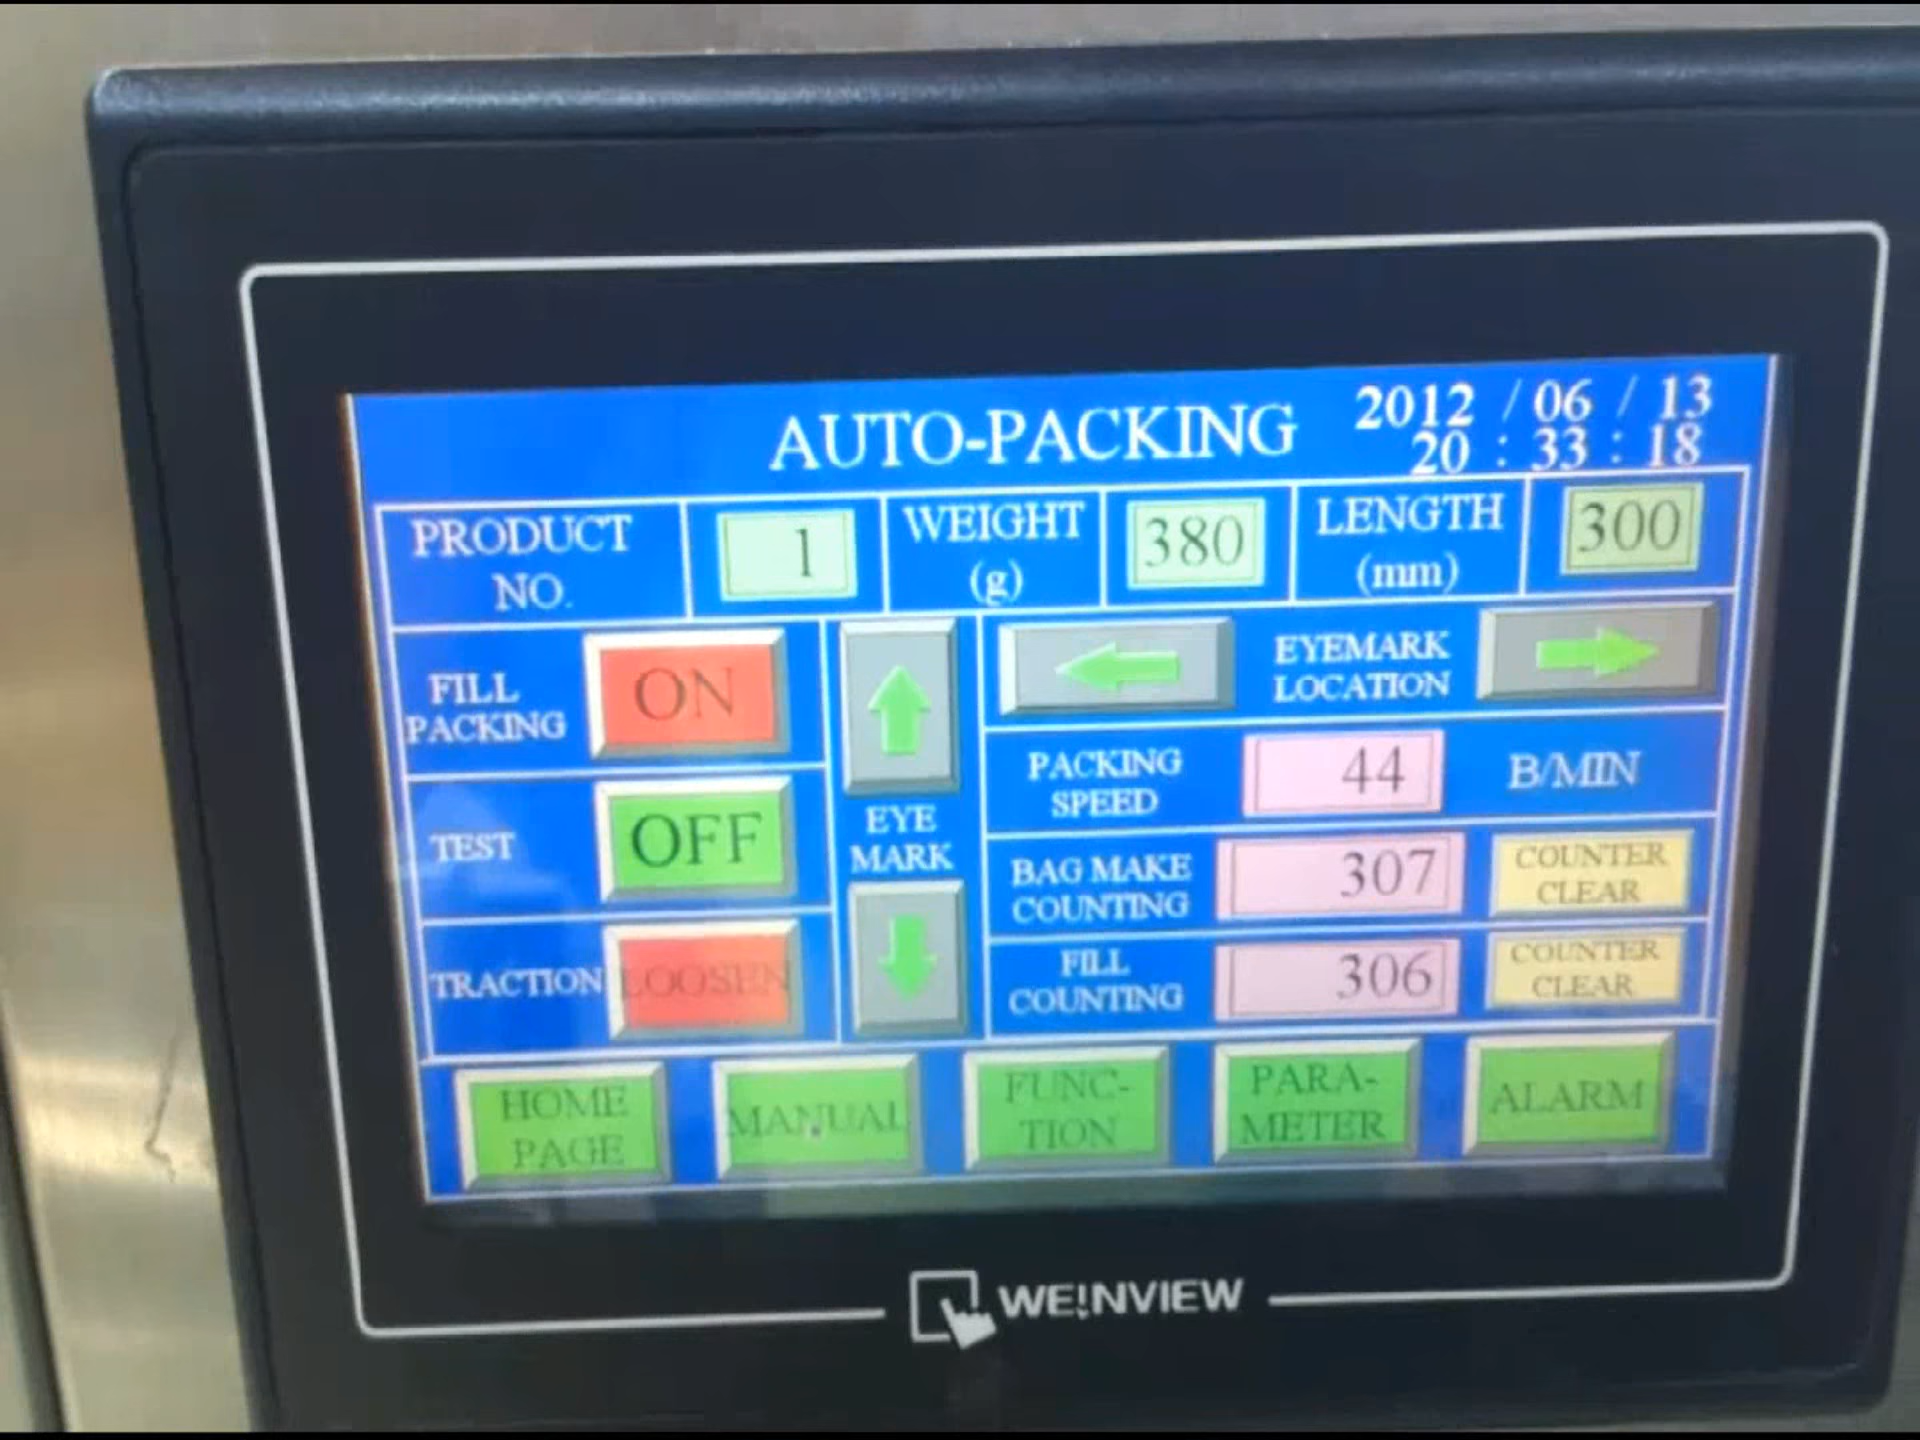 AUTO-PACKING
2012 / 06 / 13
20 : 33 : 18
PRODUCT
NO.
1
WEIGHT
(g)
380
LENGTH
(mm)
300
FILL
PACKING
ON
EYEMARK
LOCATION
PACKING
SPEED
44
B/MIN
TEST
OFF
EYE
MARK
BAG MAKE
COUNTING
307
COUNTER
CLEAR
TRACTION
LOOSEN
FILL
COUNTING
306
COUNTER
CLEAR
HOME
PAGE
MANUAL
FUNC-
TION
PARA-
METER
ALARM
WE!NVIEW